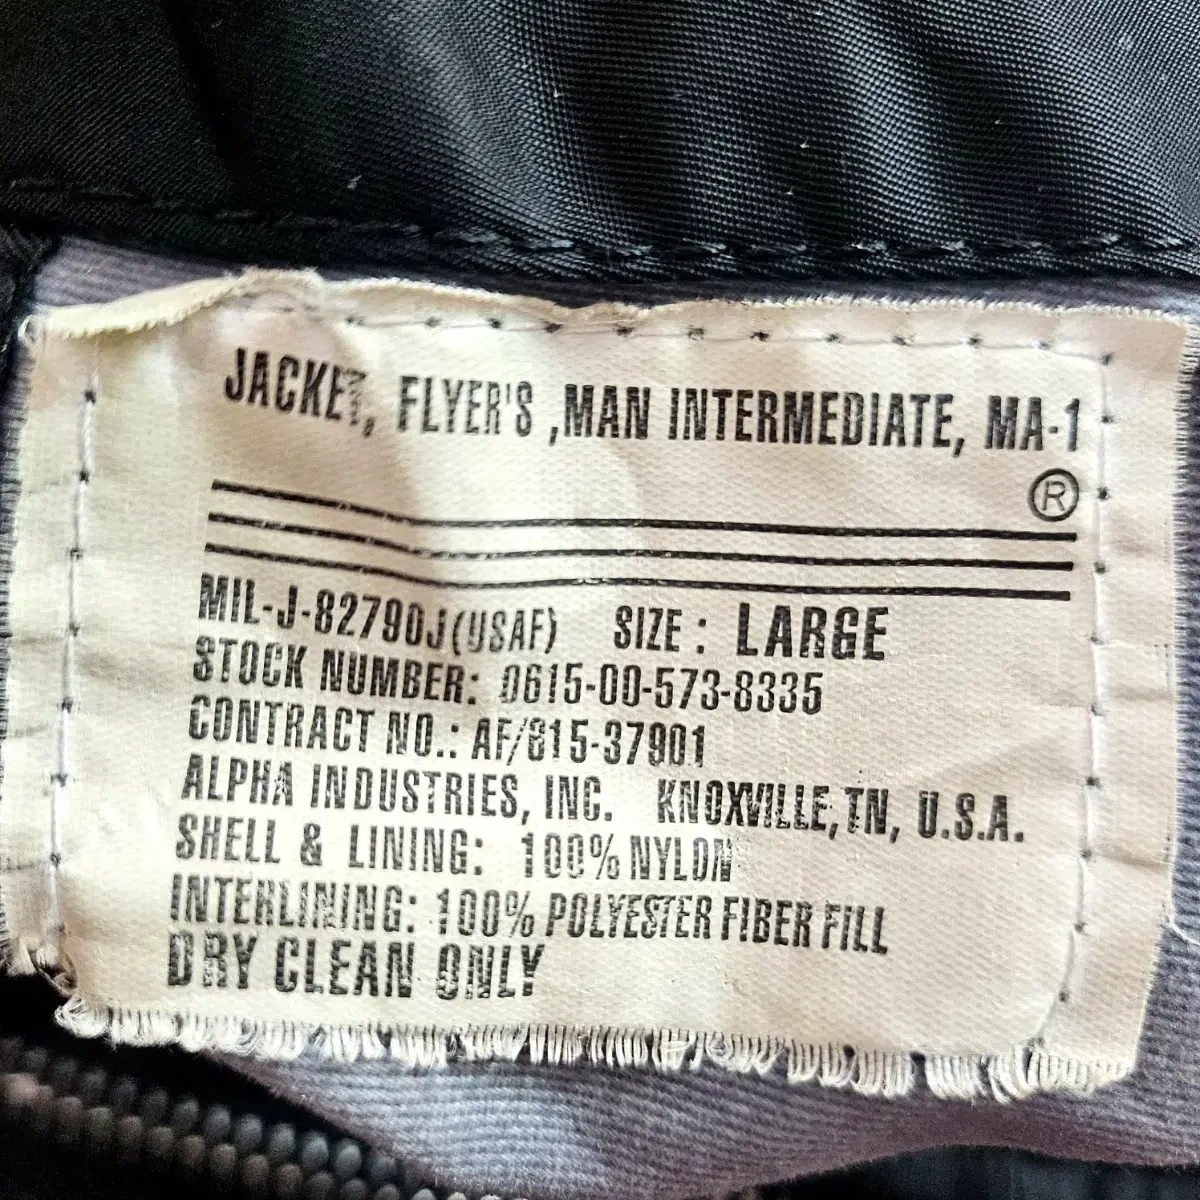 JACKET, FLYER'S ,MAN INTERMEDIATE, MA-1
®
MIL-J-82790J(USAF) SIZE : LARGE
STOCK NUMBER: 0615-00-573-8335
CONTRACT NO.: AF/815-37901
ALPHA INDUSTRIES, INC. KNOXVILLE,TN, U.S.A.
SHELL & LINING: 100% NYLON
INTERLINING: 100% POLYESTER FIBER FILL
DRY CLEAN ONLY